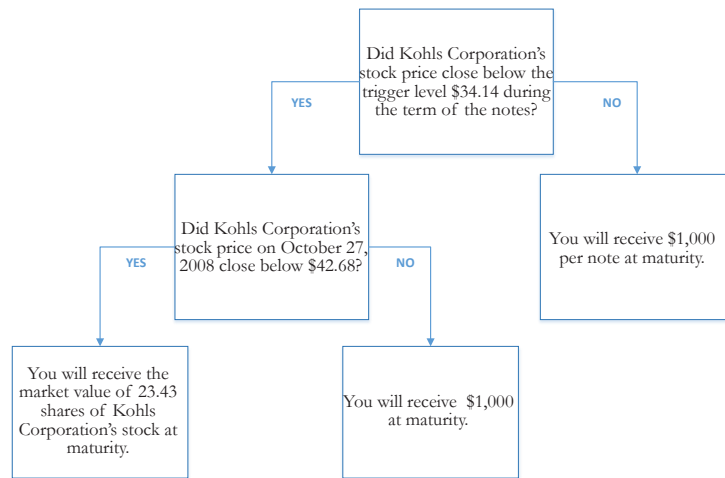 Did Kohls Corporation's
stock price close below the
trigger level $34.14 during
the term of the notes?
YES
NO
Did Kohls Corporation's
stock price on October 27,
2008 close below $42.68?
You will receive $1,000
per note at maturity.
YES
NO
You will receive the
market value of 23.43
shares of Kohls
Corporation's stock at
maturity.
You will receive $1,000
at maturity.